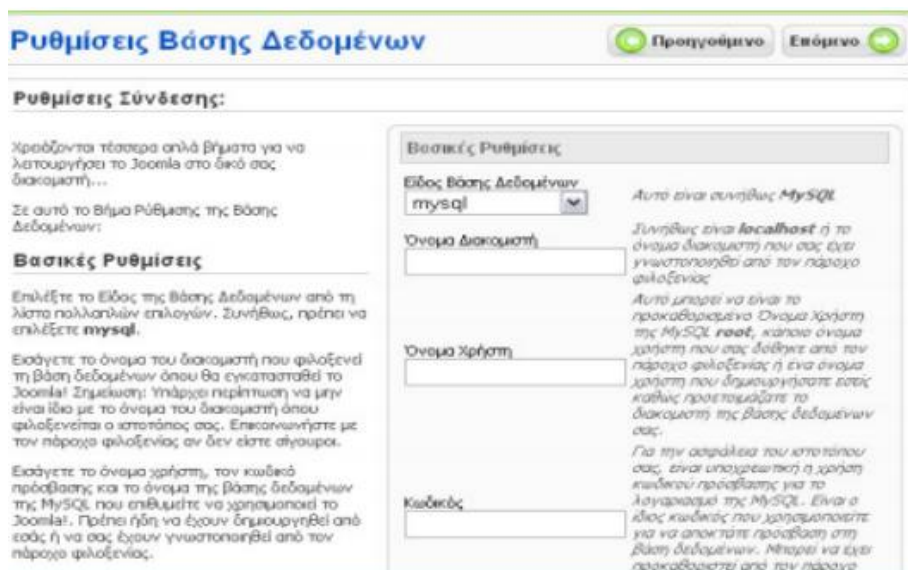 Ρυθμίσεις Βάσης Δεδομένων
Προηγούμενο
Επόμενο
Ρυθμίσεις Σύνδεσης:
Χρειάζονται τέσσερα απλά βήματα για να
λειτουργήσει το Joomla στο δικό σας
διακομιστή...
Σε αυτό το Βήμα Ρύθμισης της Βάσης
Δεδομένων:
Βασικές Ρυθμίσεις
Επιλέξτε το Είδος της Βάσης Δεδομένων από τη
λίστα πολλαπλών επιλογών. Συνήθως, πρέπει να
επιλέξετε mysql.
Εισάγετε το όνομα του διακομιστή που φιλοξενεί
τη βάση δεδομένων όπου θα εγκατασταθεί το
Joomla! Σημείωση: Υπάρχει περίπτωση να μην
είναι ίδιο με το όνομα του διακομιστή όπου
φιλοξενείται ο ιστοτόπος σας. Επικοινωνήστε με
τον πάροχο φιλοξενίας αν δεν είστε σίγουροι.
Εισάγετε το όνομα χρήστη, τον κωδικό
πρόσβασης και το όνομα της βάσης δεδομένων
της MySQL που επιθυμείτε να χρησιμοποιεί το
Joomla!. Πρέπει ήδη να έχουν δημιουργηθεί από
εσάς ή να σας έχουν γνωστοποιηθεί από τον
πάροχο φιλοξενίας.
Βασικές Ρυθμίσεις
Είδος Βάσης Δεδομένων
mysql
Αυτό είναι συνήθως MySQL
Όνομα Διακομιστή
Συνήθως είναι localhost ή το
όνομα διακομιστή που σας έχει
γνωστοποιηθεί από τον πάροχο
φιλοξενίας
Όνομα Χρήστη
Αυτό μπορεί να είναι το
προκαθορισμένο Όνομα Χρήστη
της MySQL root, κάποιο όνομα
χρήστη που σας δόθηκε από τον
πάροχο φιλοξενίας ή ένα όνομα
χρήστη που δημιουργήσατε εσείς
καθώς προετοιμάζατε το
διακομιστή της βάσης δεδομένων
σας.
Κωδικός
Για την ασφάλεια του ιστοτόπου
σας, είναι υποχρεωτική η χρήση
κωδικού πρόσβασης για το
λογαριασμό της MySQL. Είναι ο
ίδιος κωδικός που χρησιμοποιείτε
για να αποκτάτε πρόσβαση στη
βάση δεδομένων. Μπορεί να έχει
προκαθοριστεί από τον πάροχο